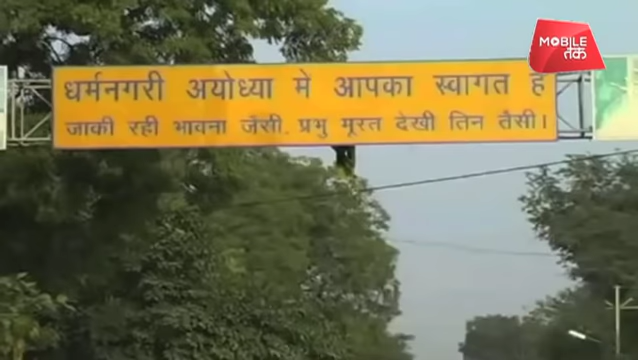 MOBILE
तक
धर्मनगरी अयोध्या मे आपका स्वागत है
जाकी रही भावना जैसी, प्रभु मूरत देखी तिन तैसी।